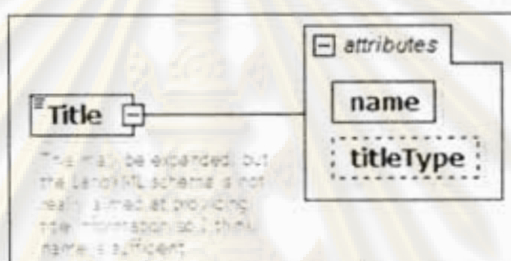 attributes
Title
name
titleType
This may be expanded, but
the LandXML schema is not
really aimed at providing
title information so I think
name is sufficient